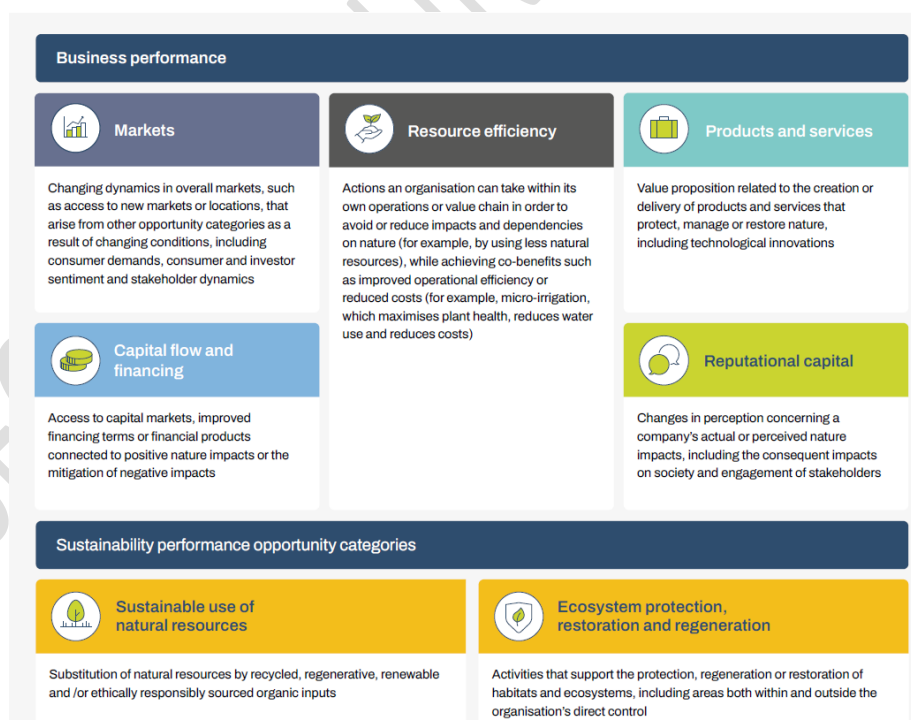 Business performance
Markets
Changing dynamics in overall markets, such
as access to new markets or locations, that
arise from other opportunity categories as a
result of changing conditions, including
consumer demands, consumer and investor
sentiment and stakeholder dynamics
Resource efficiency
Actions an organisation can take within its
own operations or value chain in order to
avoid or reduce impacts and dependencies
on nature (for example, by using less natural
resources), while achieving co-benefits such
as improved operational efficiency or
reduced costs (for example, micro-irrigation,
which maximises plant health, reduces water
use and reduces costs)
Products and services
Value proposition related to the creation or
delivery of products and services that
protect, manage or restore nature,
including technological innovations
Capital flow and
financing
Access to capital markets, improved
financing terms or financial products
connected to positive nature impacts or the
mitigation of negative impacts
Reputational capital
Changes in perception concerning a
company's actual or perceived nature
impacts, including the consequent impacts
on society and engagement of stakeholders
Sustainability performance opportunity categories
Sustainable use of
natural resources
Substitution of natural resources by recycled, regenerative, renewable
and /or ethically responsibly sourced organic inputs
Ecosystem protection,
restoration and regeneration
Activities that support the protection, regeneration or restoration of
habitats and ecosystems, including areas both within and outside the
organisation's direct control